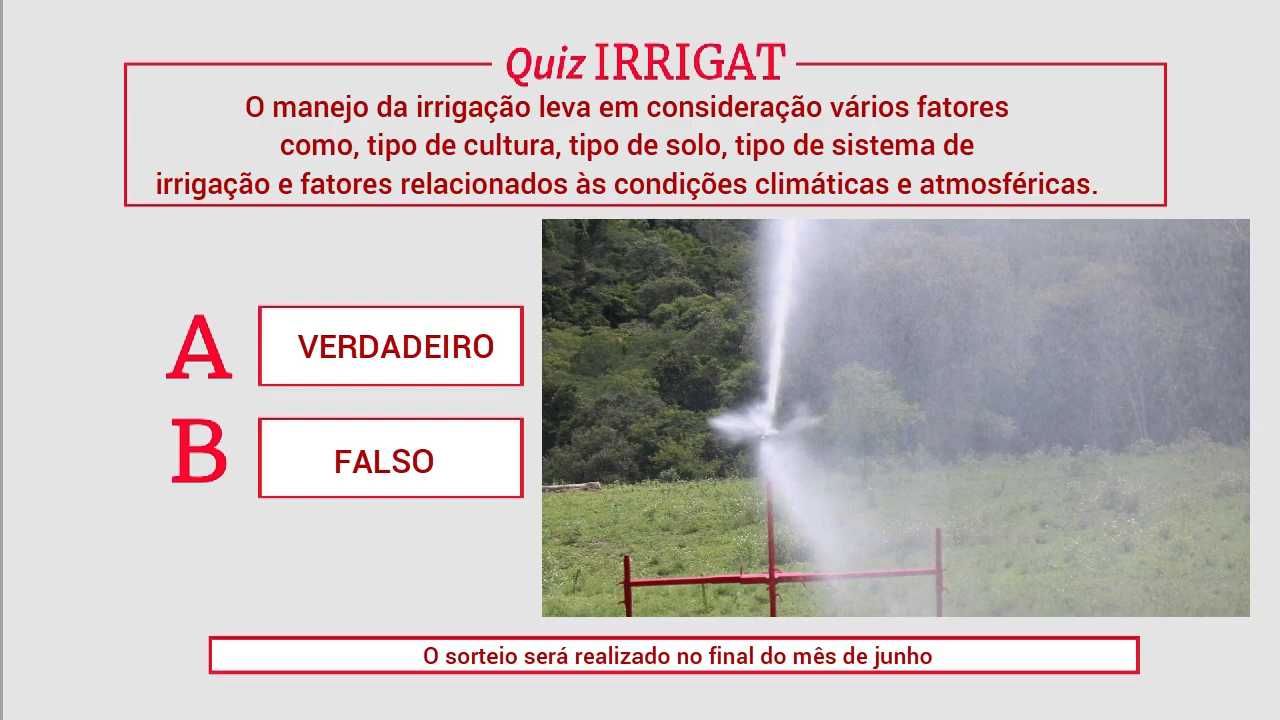 Quiz IRRIGAT
O manejo da irrigação leva em consideração vários fatores
como, tipo de cultura, tipo de solo, tipo de sistema de
irrigação e fatores relacionados às condições climáticas e atmosféricas.
A VERDADEIRO
B FALSO
O sorteio será realizado no final do mês de junho